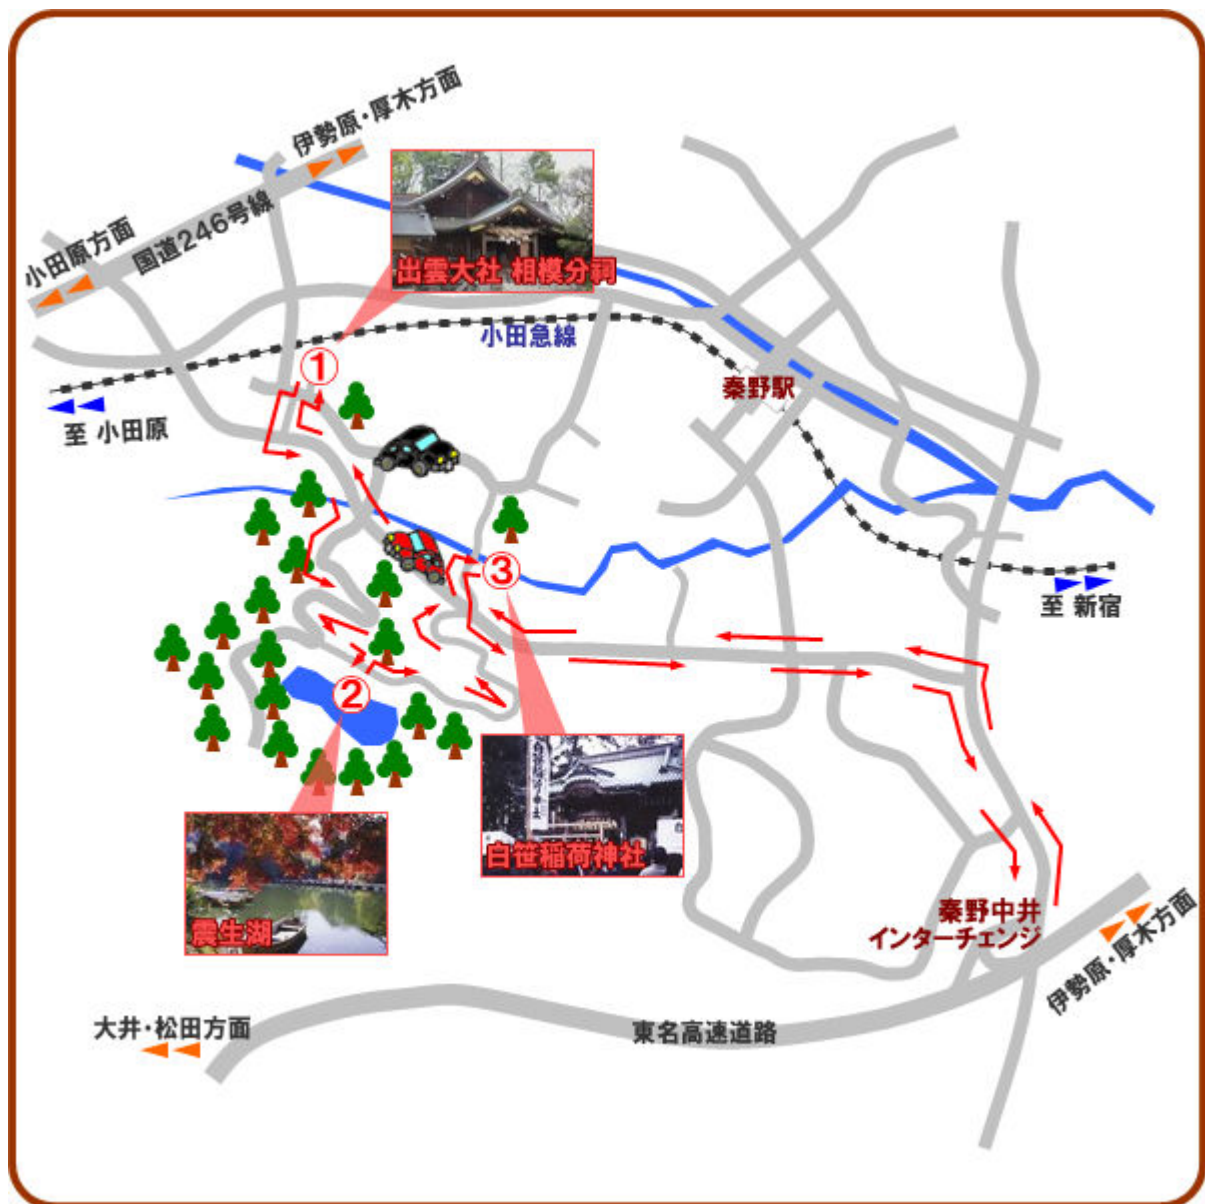 伊勢原・厚木方面
国道246号線
小田原方面
出雲大社 相模分祠
小田急線
秦野駅
①
至 小田原
③
至 新宿
②
白笹稲荷神社
震生湖
秦野中井
インターチェンジ
伊勢原・厚木方面
大井・松田方面
東名高速道路